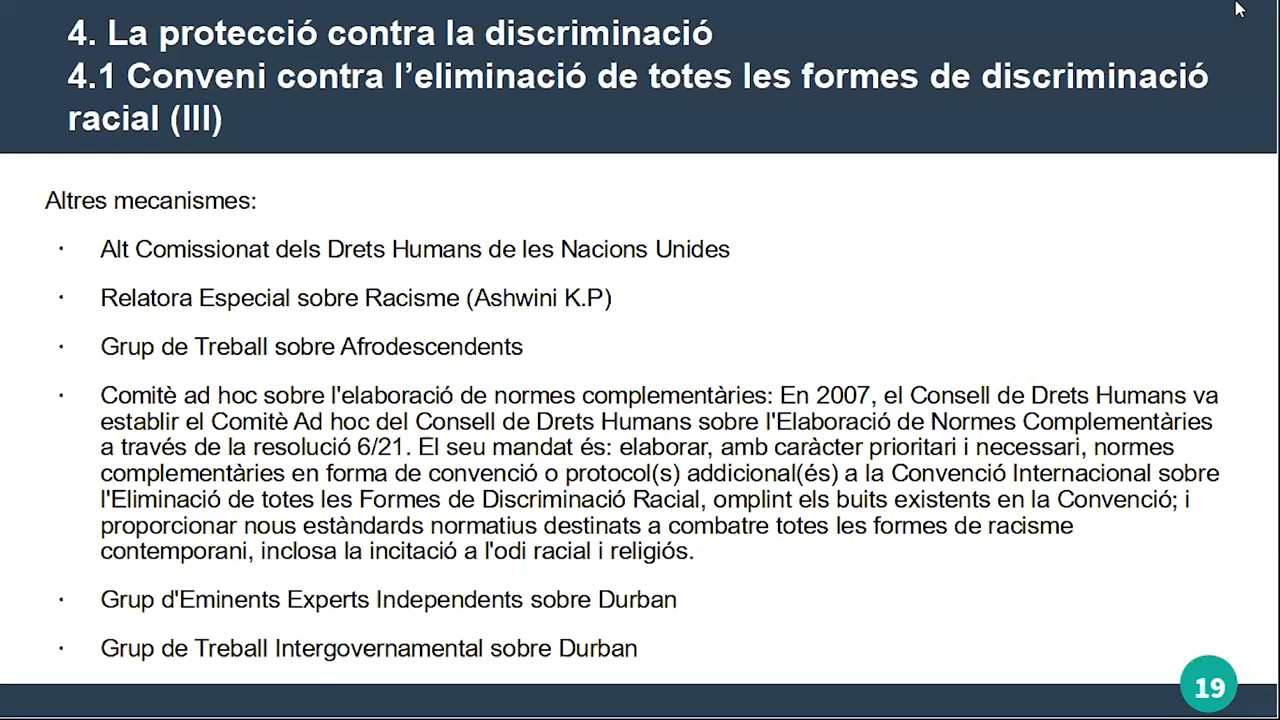 4. La protecció contra la discriminació
4.1 Conveni contra l’eliminació de totes les formes de discriminació
racial (III)
Altres mecanismes:
· Alt Comissionat dels Drets Humans de les Nacions Unides
· Relatora Especial sobre Racisme (Ashwini K.P)
· Grup de Treball sobre Afrodescendents
· Comitè ad hoc sobre l'elaboració de normes complementàries: En 2007, el Consell de Drets Humans va
establir el Comitè Ad hoc del Consell de Drets Humans sobre l'Elaboració de Normes Complementàries
a través de la resolució 6/21. El seu mandat és: elaborar, amb caràcter prioritari i necessari, normes
complementàries en forma de convenció o protocol(s) addicional(és) a la Convenció Internacional sobre
l'Eliminació de totes les Formes de Discriminació Racial, omplint els buits existents en la Convenció; i
proporcionar nous estàndards normatius destinats a combatre totes les formes de racisme
contemporani, inclosa la incitació a l'odi racial i religiós.
· Grup d'Eminents Experts Independents sobre Durban
· Grup de Treball Intergovernamental sobre Durban
19